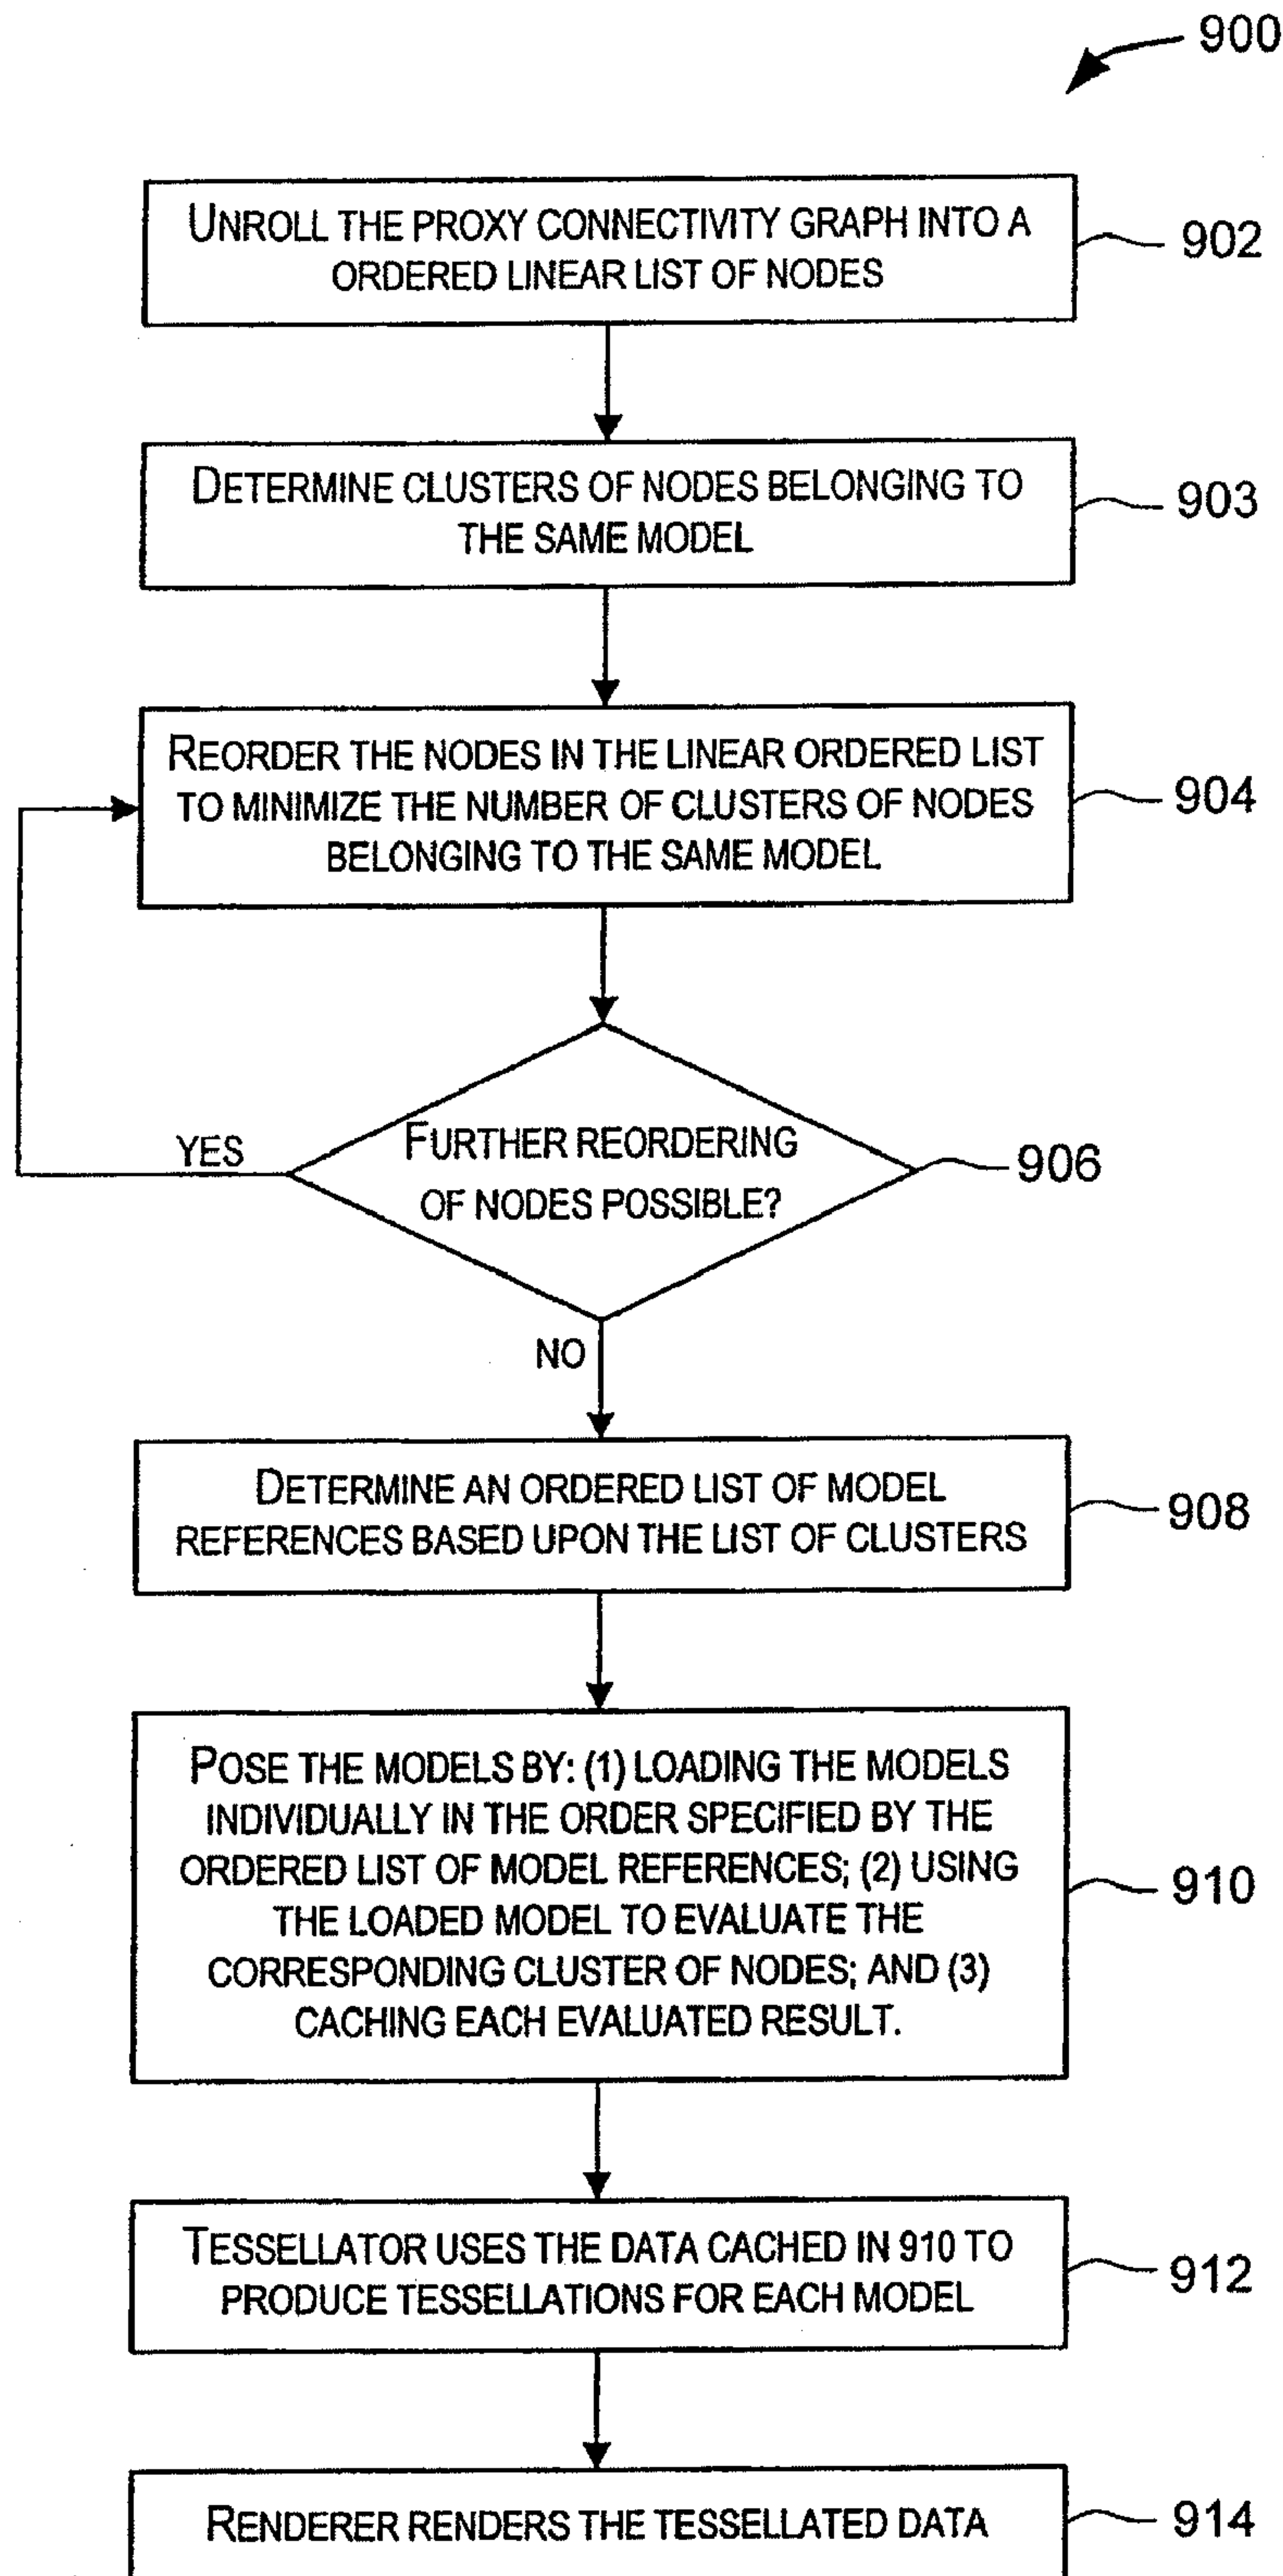 900
UNROLL THE PROXY CONNECTIVITY GRAPH INTO A
ORDERED LINEAR LIST OF NODES
902
DETERMINE CLUSTERS OF NODES BELONGING TO
THE SAME MODEL
903
REORDER THE NODES IN THE LINEAR ORDERED LIST
TO MINIMIZE THE NUMBER OF CLUSTERS OF NODES
BELONGING TO THE SAME MODEL
904
YES
FURTHER REORDERING
OF NODES POSSIBLE?
906
NO
DETERMINE AN ORDERED LIST OF MODEL
REFERENCES BASED UPON THE LIST OF CLUSTERS
908
POSE THE MODELS BY: (1) LOADING THE MODELS
INDIVIDUALLY IN THE ORDER SPECIFIED BY THE
ORDERED LIST OF MODEL REFERENCES; (2) USING
THE LOADED MODEL TO EVALUATE THE
CORRESPONDING CLUSTER OF NODES; AND (3)
CACHING EACH EVALUATED RESULT.
910
TESSELLATOR USES THE DATA CACHED IN 910 TO
PRODUCE TESSELLATIONS FOR EACH MODEL
912
RENDERER RENDERS THE TESSELLATED DATA
914